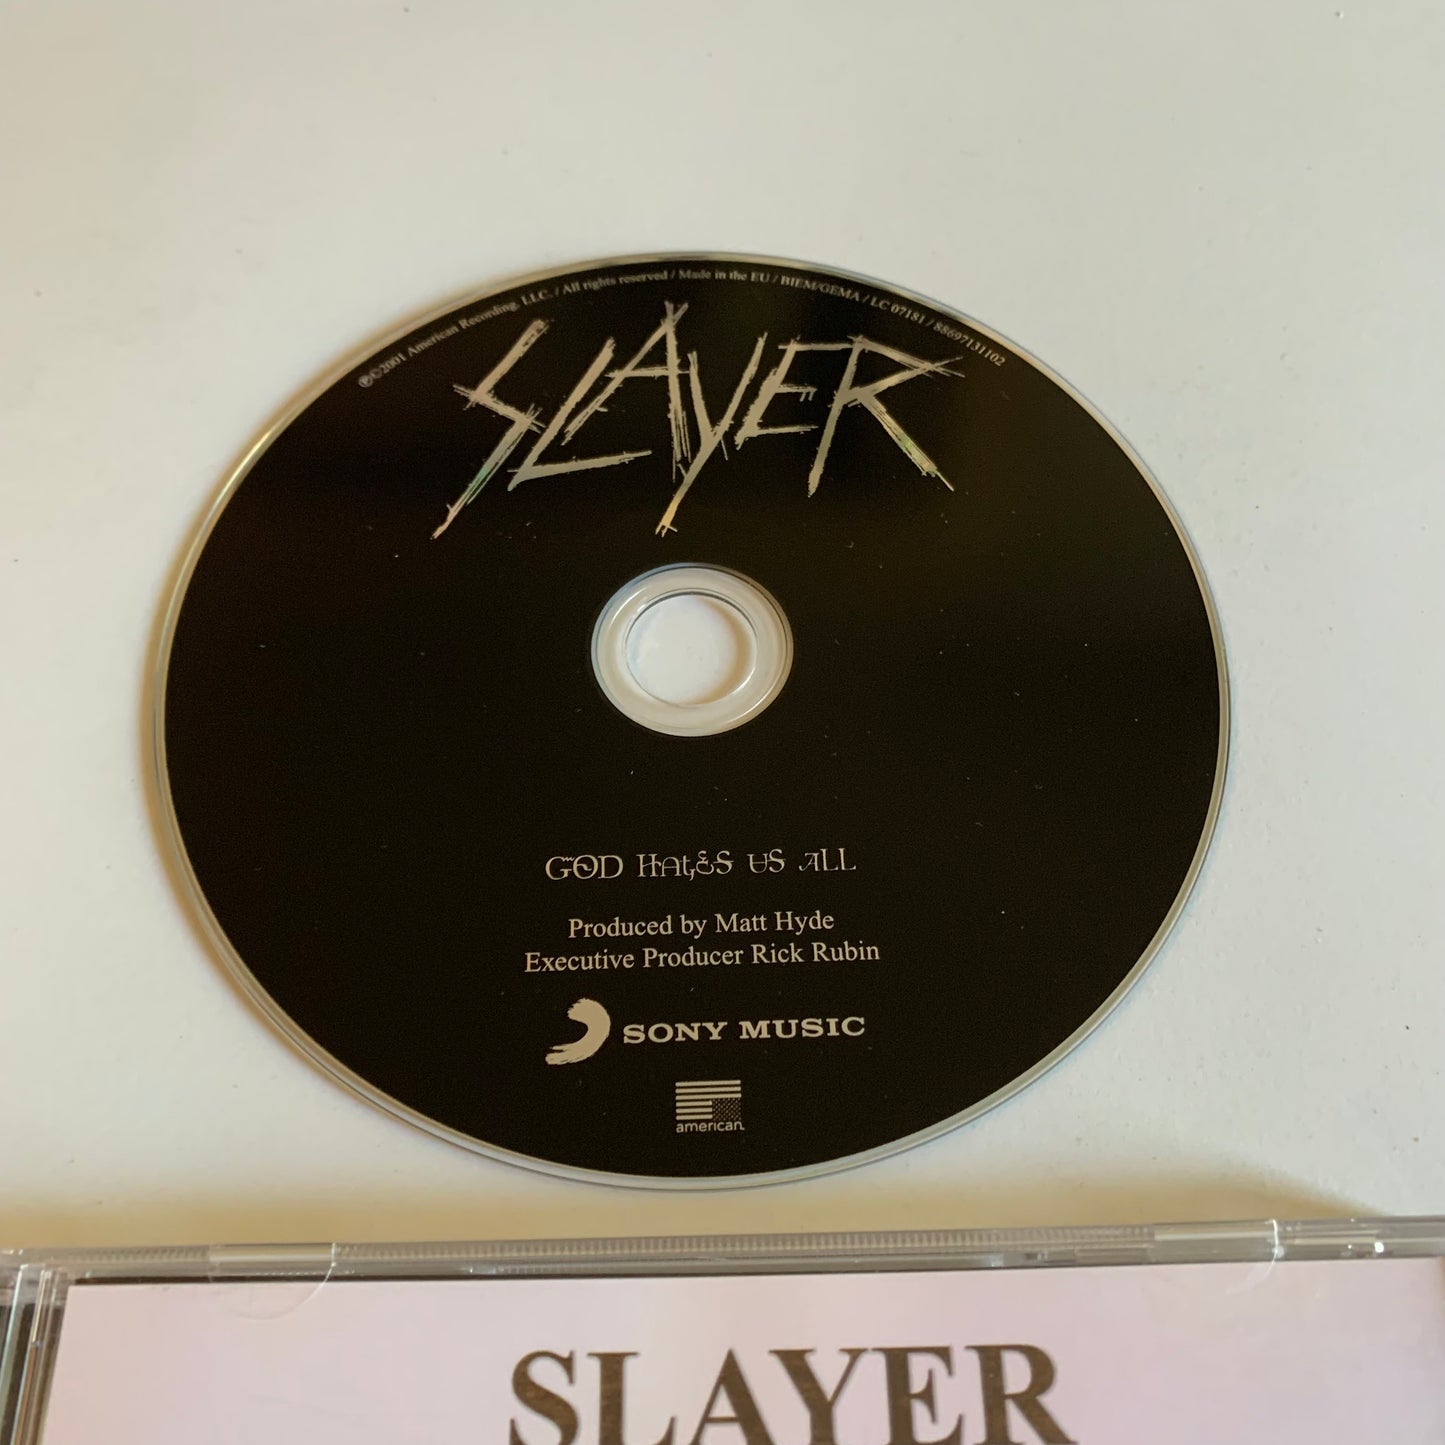 ℗©2001 American Recording, LLC. / All rights reserved / Made in the EU / BIEM/GEMA / LC 07181 / 88697131102
SLAYER
GOD HATES US ALL
Produced by Matt Hyde
Executive Producer Rick Rubin
SONY MUSIC
american
SLAYER